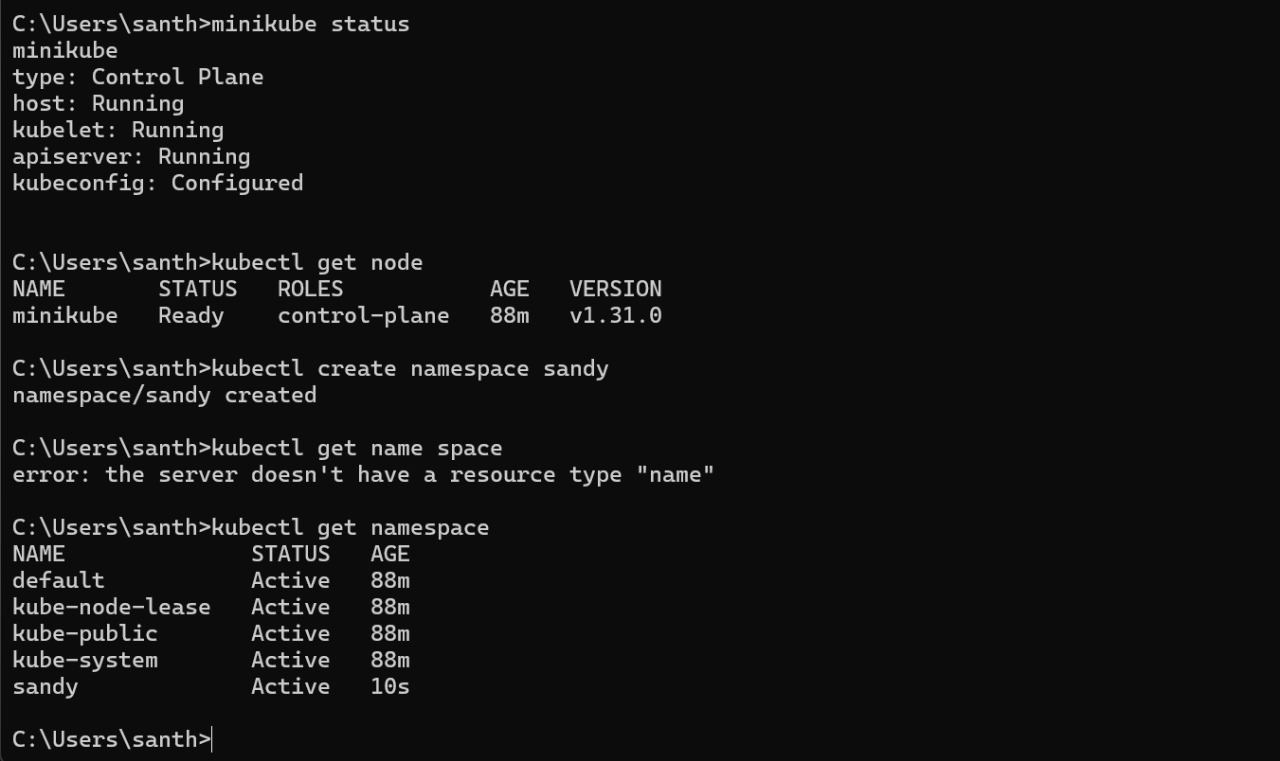 C:\Users\santh>minikube status
minikube
type: Control Plane
host: Running
kubelet: Running
apiserver: Running
kubeconfig: Configured
C:\Users\santh>kubectl get node
NAME       STATUS   ROLES           AGE   VERSION
minikube   Ready    control-plane   88m   v1.31.0
C:\Users\santh>kubectl create namespace sandy
namespace/sandy created
C:\Users\santh>kubectl get name space
error: the server doesn't have a resource type "name"
C:\Users\santh>kubectl get namespace
NAME              STATUS   AGE
default           Active   88m
kube-node-lease   Active   88m
kube-public       Active   88m
kube-system       Active   88m
sandy             Active   10s
C:\Users\santh>